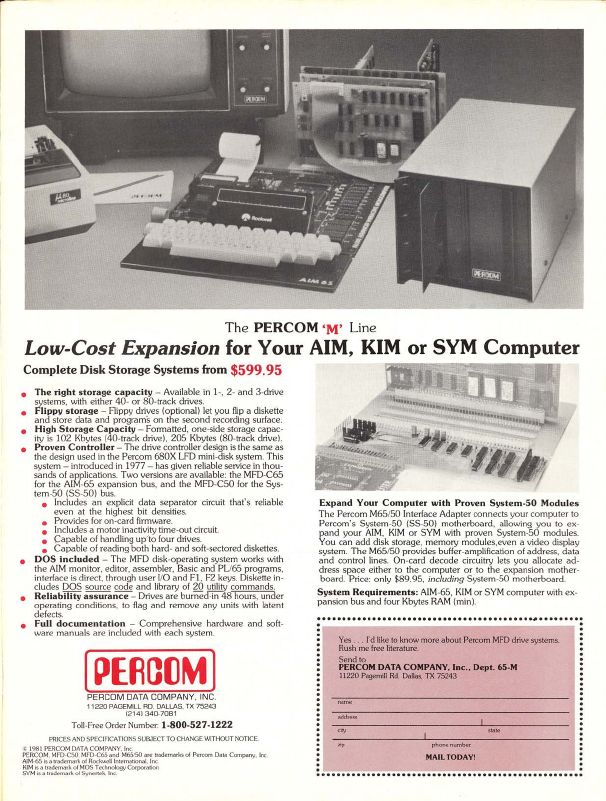 PERCOM
LX-80
PERCOM
Rockwell
AIM 65
PERCOM
The PERCOM 'M' Line
Low-Cost Expansion for Your AIM, KIM or SYM Computer
Complete Disk Storage Systems from $599.95
● The right storage capacity – Available in 1-, 2- and 3-drive
systems, with either 40- or 80-track drives.
● Flippy storage – Flippy drives (optional) let you flip a diskette
and store data and programs on the second recording surface.
● High Storage Capacity – Formatted, one-side storage capac-
ity is 102 Kbytes (40-track drive), 205 Kbytes (80-track drive).
● Proven Controller – The drive controller design is the same as
the design used in the Percom 680X LFD mini-disk system. This
system – introduced in 1977 – has given reliable service in thou-
sands of applications. Two versions are available: the MFD-C65
for the AIM-65 expansion bus, and the MFD-C50 for the Sys-
tem-50 (SS-50) bus.
● Includes an explicit data separator circuit that's reliable
even at the highest bit densities.
● Provides for on-card firmware.
● Includes a motor inactivity time-out circuit.
● Capable of handling up to four drives.
● Capable of reading both hard- and soft-sectored diskettes.
● DOS included – The MFD disk-operating system works with
the AIM monitor, editor, assembler, Basic and PL/65 programs,
interface is direct, through user I/O and F1, F2 keys. Diskette in-
cludes DOS source code and library of 20 utility commands.
● Reliability assurance – Drives are burned-in 48 hours, under
operating conditions, to flag and remove any units with latent
defects.
● Full documentation – Comprehensive hardware and soft-
ware manuals are included with each system.
PERCOM
PERCOM DATA COMPANY, INC.
11220 PAGEMILL RD. DALLAS, TX 75243
(214) 340-7081
Toll-Free Order Number: 1-800-527-1222
PRICES AND SPECIFICATIONS SUBJECT TO CHANGE WITHOUT NOTICE.
© 1981 PERCOM DATA COMPANY, Inc.
PERCOM, MFD-C50, MFD-C65 and M65/50 are trademarks of Percom Data Company, Inc.
AIM-65 is a trademark of Rockwell International, Inc.
KIM is a trademark of MOS Technology Corporation
SYM is a trademark of Synertek, Inc.
Expand Your Computer with Proven System-50 Modules
The Percom M65/50 Interface Adapter connects your computer to
Percom's System-50 (SS-50) motherboard, allowing you to ex-
pand your AIM, KIM or SYM with proven System-50 modules.
You can add disk storage, memory modules,even a video display
system. The M65/50 provides buffer-amplification of address, data
and control lines. On-card decode circuitry lets you allocate ad-
dress space either to the computer or to the expansion mother-
board. Price: only $89.95, including System-50 motherboard.
System Requirements: AIM-65, KIM or SYM computer with ex-
pansion bus and four Kbytes RAM (min).
Yes . . . I'd like to know more about Percom MFD drive systems.
Rush me free literature.
Send to
PERCOM DATA COMPANY, Inc., Dept. 65-M
11220 Pagemill Rd. Dallas, TX 75243
name
address
city state
zip phone number
MAIL TODAY!